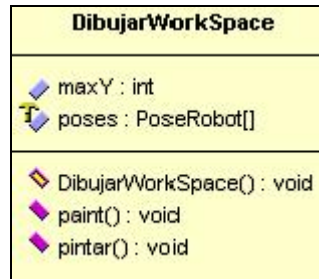 DibujarWorkSpace
maxY : int
poses : PoseRobot[]
DibujarWorkSpace() : void
paint() : void
pintar() : void